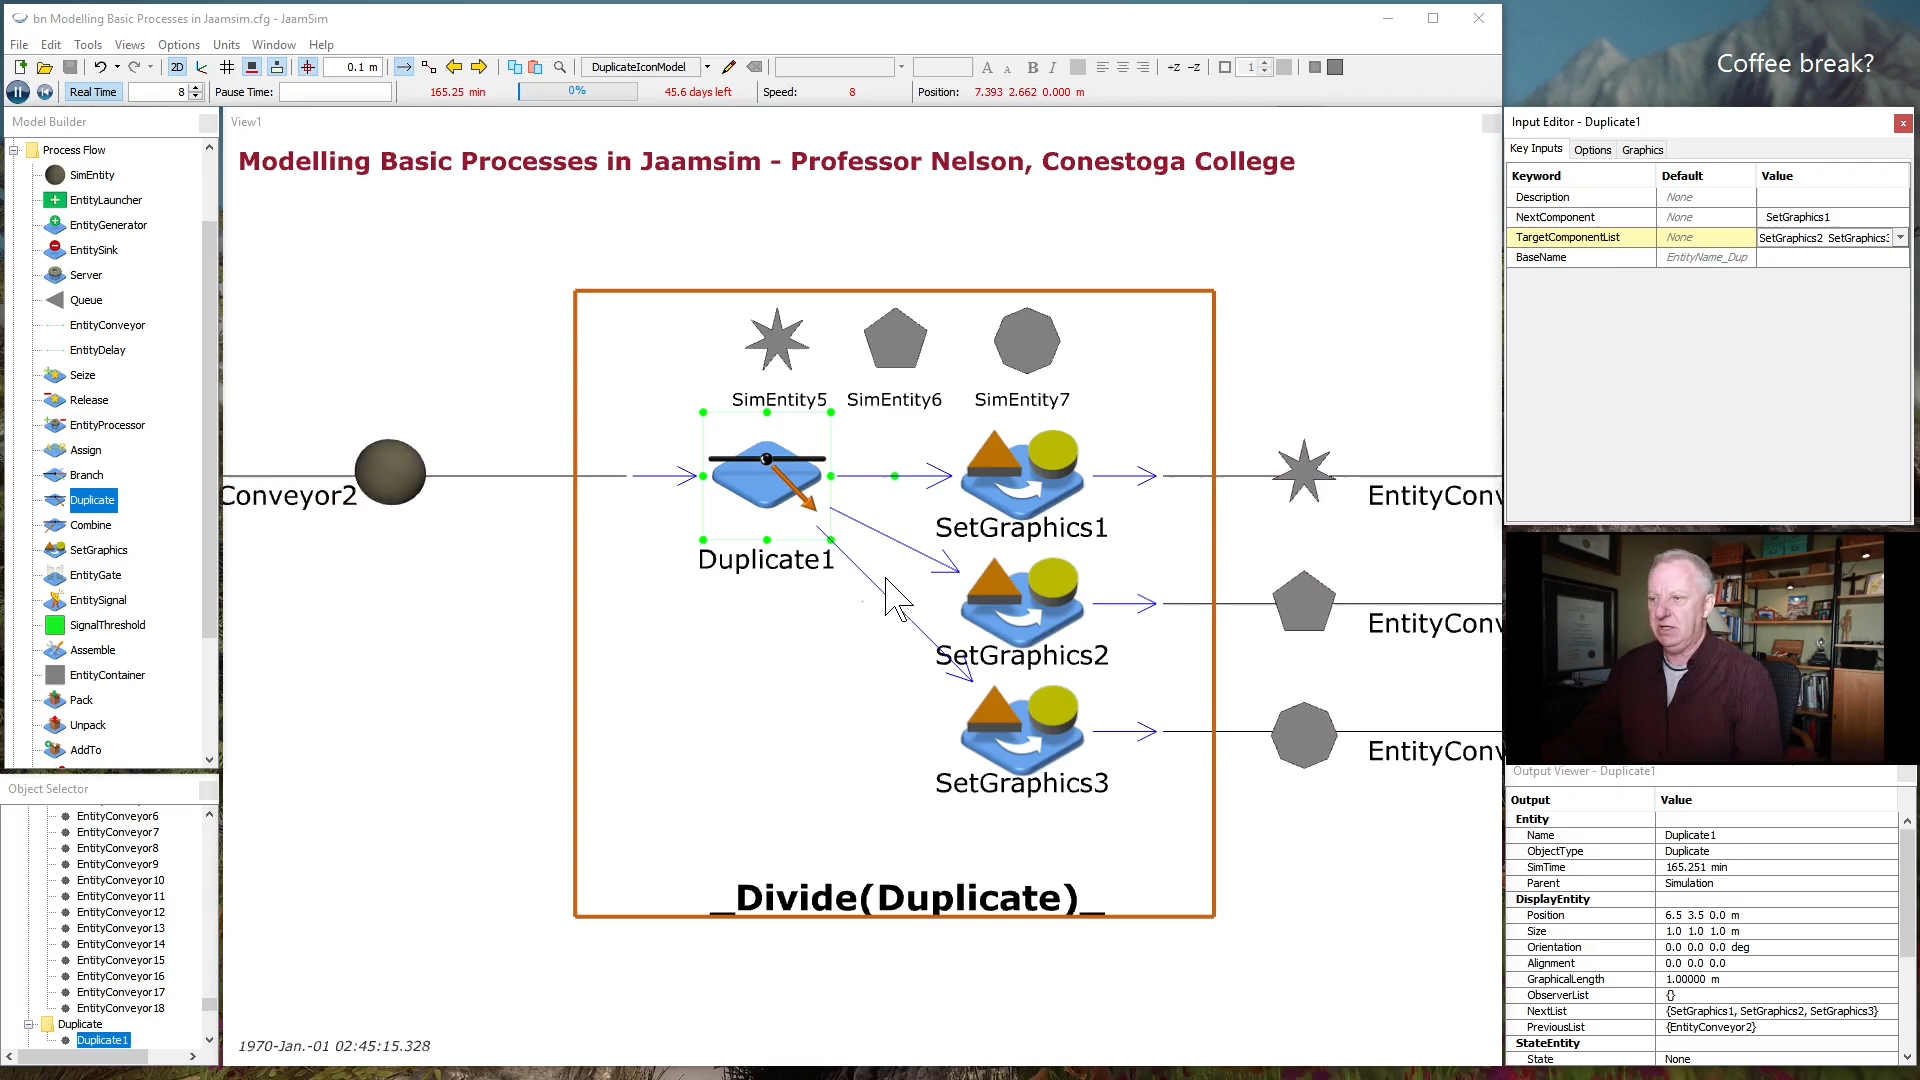 bn Modelling Basic Processes in Jaamsim.cfg - JaamSim
File Edit Tools Views Options Units Window Help
2D 0.1 m DuplicateIconModel A A B I +Z -Z 1
Real Time 8 Pause Time: 165.25 min 0% 45.6 days left Speed: 8 Position: 7.393 2.662 0.000 m
Coffee break?
Model Builder
Process Flow
SimEntity
EntityLauncher
EntityGenerator
EntitySink
Server
Queue
EntityConveyor
EntityDelay
Seize
Release
EntityProcessor
Assign
Branch
Duplicate
Combine
SetGraphics
EntityGate
EntitySignal
SignalThreshold
Assemble
EntityContainer
Pack
Unpack
AddTo
Object Selector
EntityConveyor6
EntityConveyor7
EntityConveyor8
EntityConveyor9
EntityConveyor10
EntityConveyor11
EntityConveyor12
EntityConveyor13
EntityConveyor14
EntityConveyor15
EntityConveyor16
EntityConveyor17
EntityConveyor18
Duplicate
Duplicate1
View1
Modelling Basic Processes in Jaamsim - Professor Nelson, Conestoga College
SimEntity5 SimEntity6 SimEntity7
Conveyor2
Duplicate1
SetGraphics1
SetGraphics2
SetGraphics3
EntityConv
EntityConv
EntityConv
_Divide(Duplicate)_
1970-Jan.-01 02:45:15.328
Input Editor - Duplicate1
Key Inputs Options Graphics
Keyword Default Value
Description None
NextComponent None SetGraphics1
TargetComponentList None SetGraphics2 SetGraphics3
BaseName EntityName_Dup
Output Viewer - Duplicate1
Output Value
Entity
Name Duplicate1
ObjectType Duplicate
SimTime 165.251 min
Parent Simulation
DisplayEntity
Position 6.5 3.5 0.0 m
Size 1.0 1.0 1.0 m
Orientation 0.0 0.0 0.0 deg
Alignment 0.0 0.0 0.0
GraphicalLength 1.00000 m
ObserverList {}
NextList {SetGraphics1, SetGraphics2, SetGraphics3}
PreviousList {EntityConveyor2}
StateEntity
State None